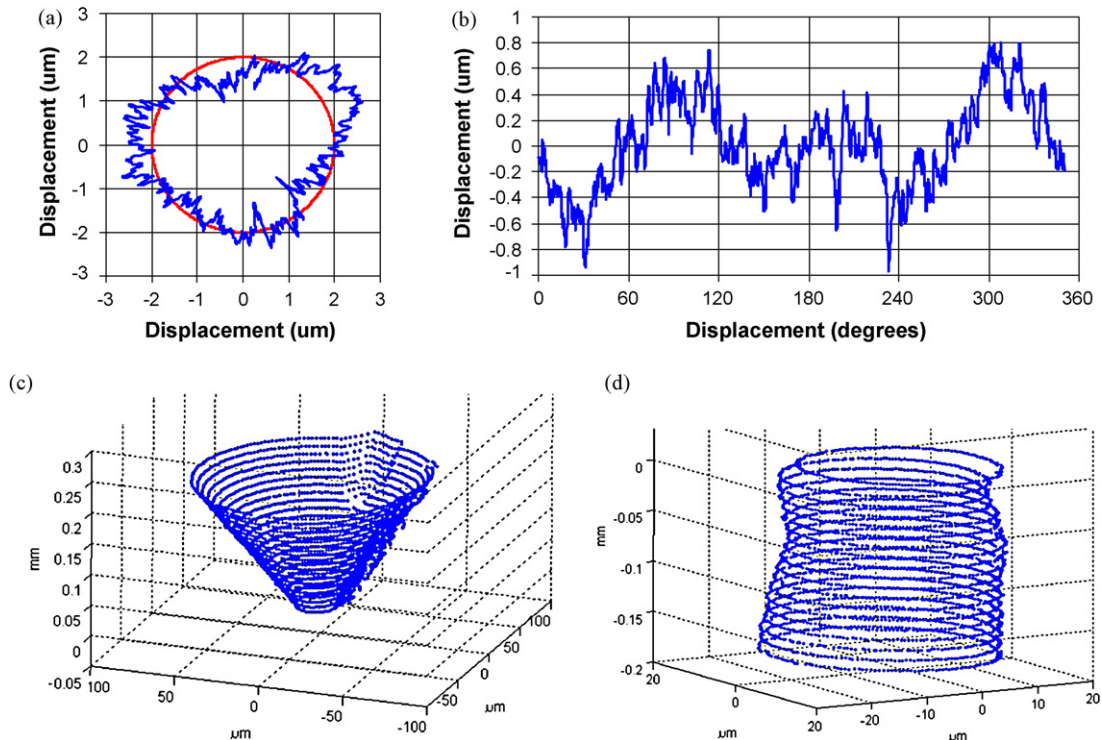 (a)
3
2
1
0
-1
-2
-3
Displacement (um)
-3 -2 -1 0 1 2 3
Displacement (um)
(b)
1
0.8
0.6
0.4
0.2
0
-0.2
-0.4
-0.6
-0.8
-1
Displacement (um)
0 60 120 180 240 300 360
Displacement (degrees)
(c)
0.3
0.25
0.2
0.15
0.1
0.05
0
-0.05
mm
100 50 0 -50 -100
µm
-50 0 50 100
µm
(d)
0
-0.05
-0.1
-0.15
-0.2
mm
20 0 20
µm
-20 -10 0 10 20
µm